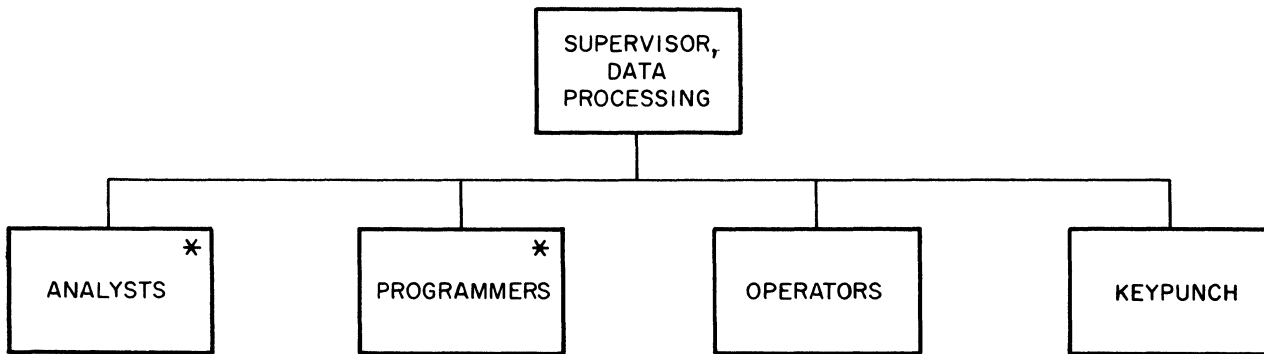 SUPERVISOR,
DATA
PROCESSING
*
ANALYSTS
*
PROGRAMMERS
OPERATORS
KEYPUNCH